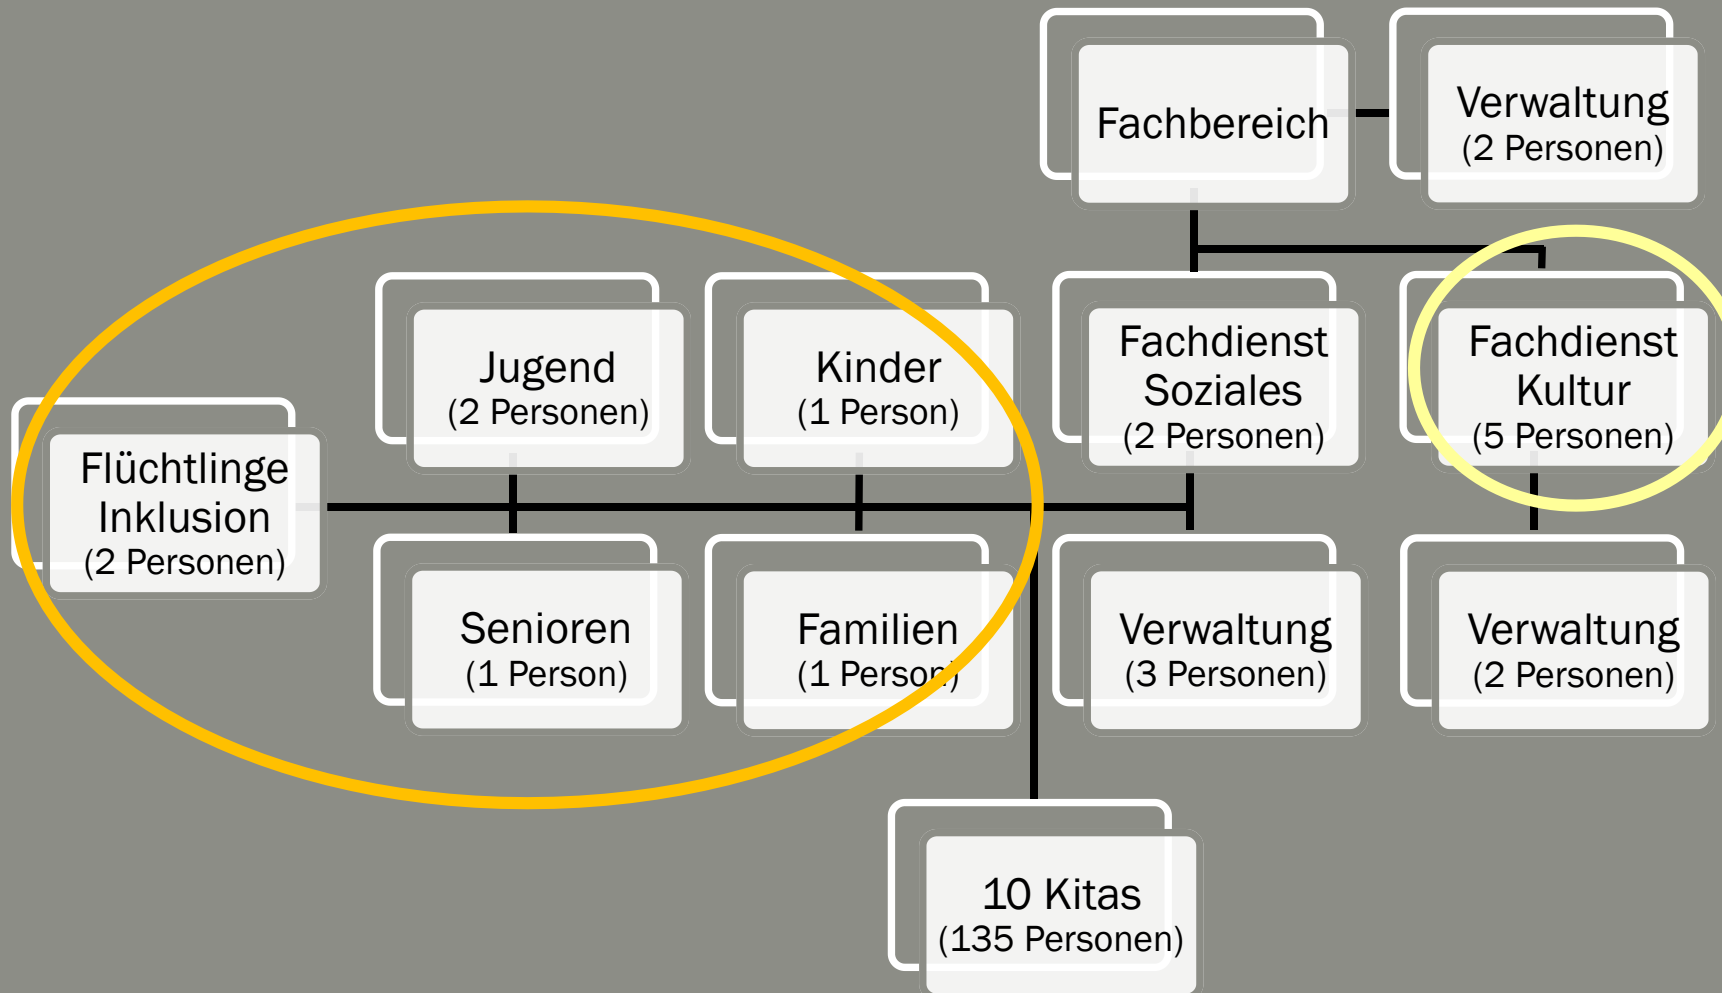 Fachbereich
Verwaltung
(2 Personen)
Jugend
(2 Personen)
Kinder
(1 Person)
Fachdienst
Soziales
(2 Personen)
Fachdienst
Kultur
(5 Personen)
Flüchtlinge
Inklusion
(2 Personen)
Senioren
(1 Person)
Familien
(1 Person)
Verwaltung
(3 Personen)
Verwaltung
(2 Personen)
10 Kitas
(135 Personen)